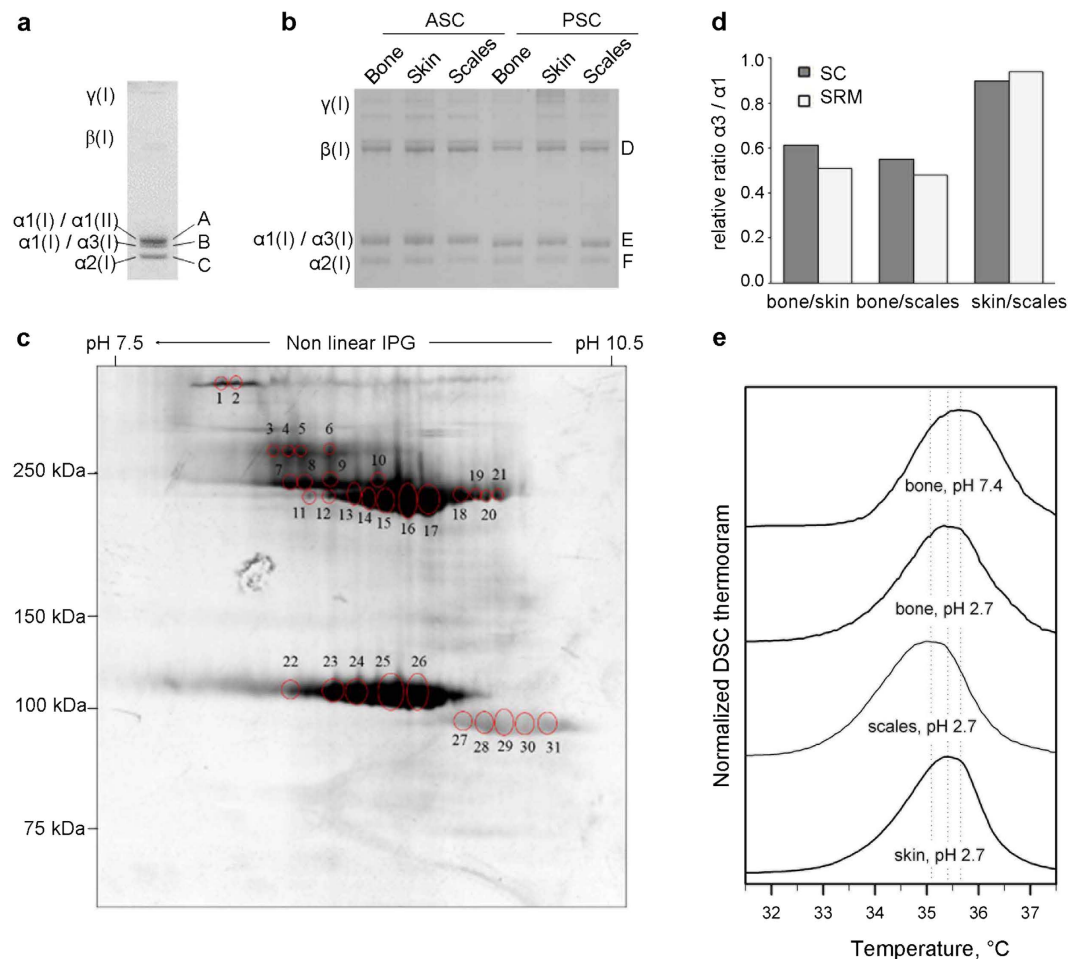 a
γ(I)
β(I)
α1(I) / α1(II)
α1(I) / α3(I)
α2(I)
A
B
C
b
ASC PSC
Bone Skin Scales Bone Skin Scales
γ(I)
β(I)
α1(I) / α3(I)
α2(I)
D
E
F
d
relative ratio α3 / α1
1.0
0.8
0.6
0.4
0.2
0.0
SC
SRM
bone/skin bone/scales skin/scales
c
pH 7.5 Non linear IPG pH 10.5
250 kDa
150 kDa
100 kDa
75 kDa
1 2
3 4 5 6
7 8 9 10 19 21
11 12 13 14 15 16 17 18 20
22 23 24 25 26
27 28 29 30 31
e
Normalized DSC thermogram
bone, pH 7.4
bone, pH 2.7
scales, pH 2.7
skin, pH 2.7
32 33 34 35 36 37
Temperature, °C